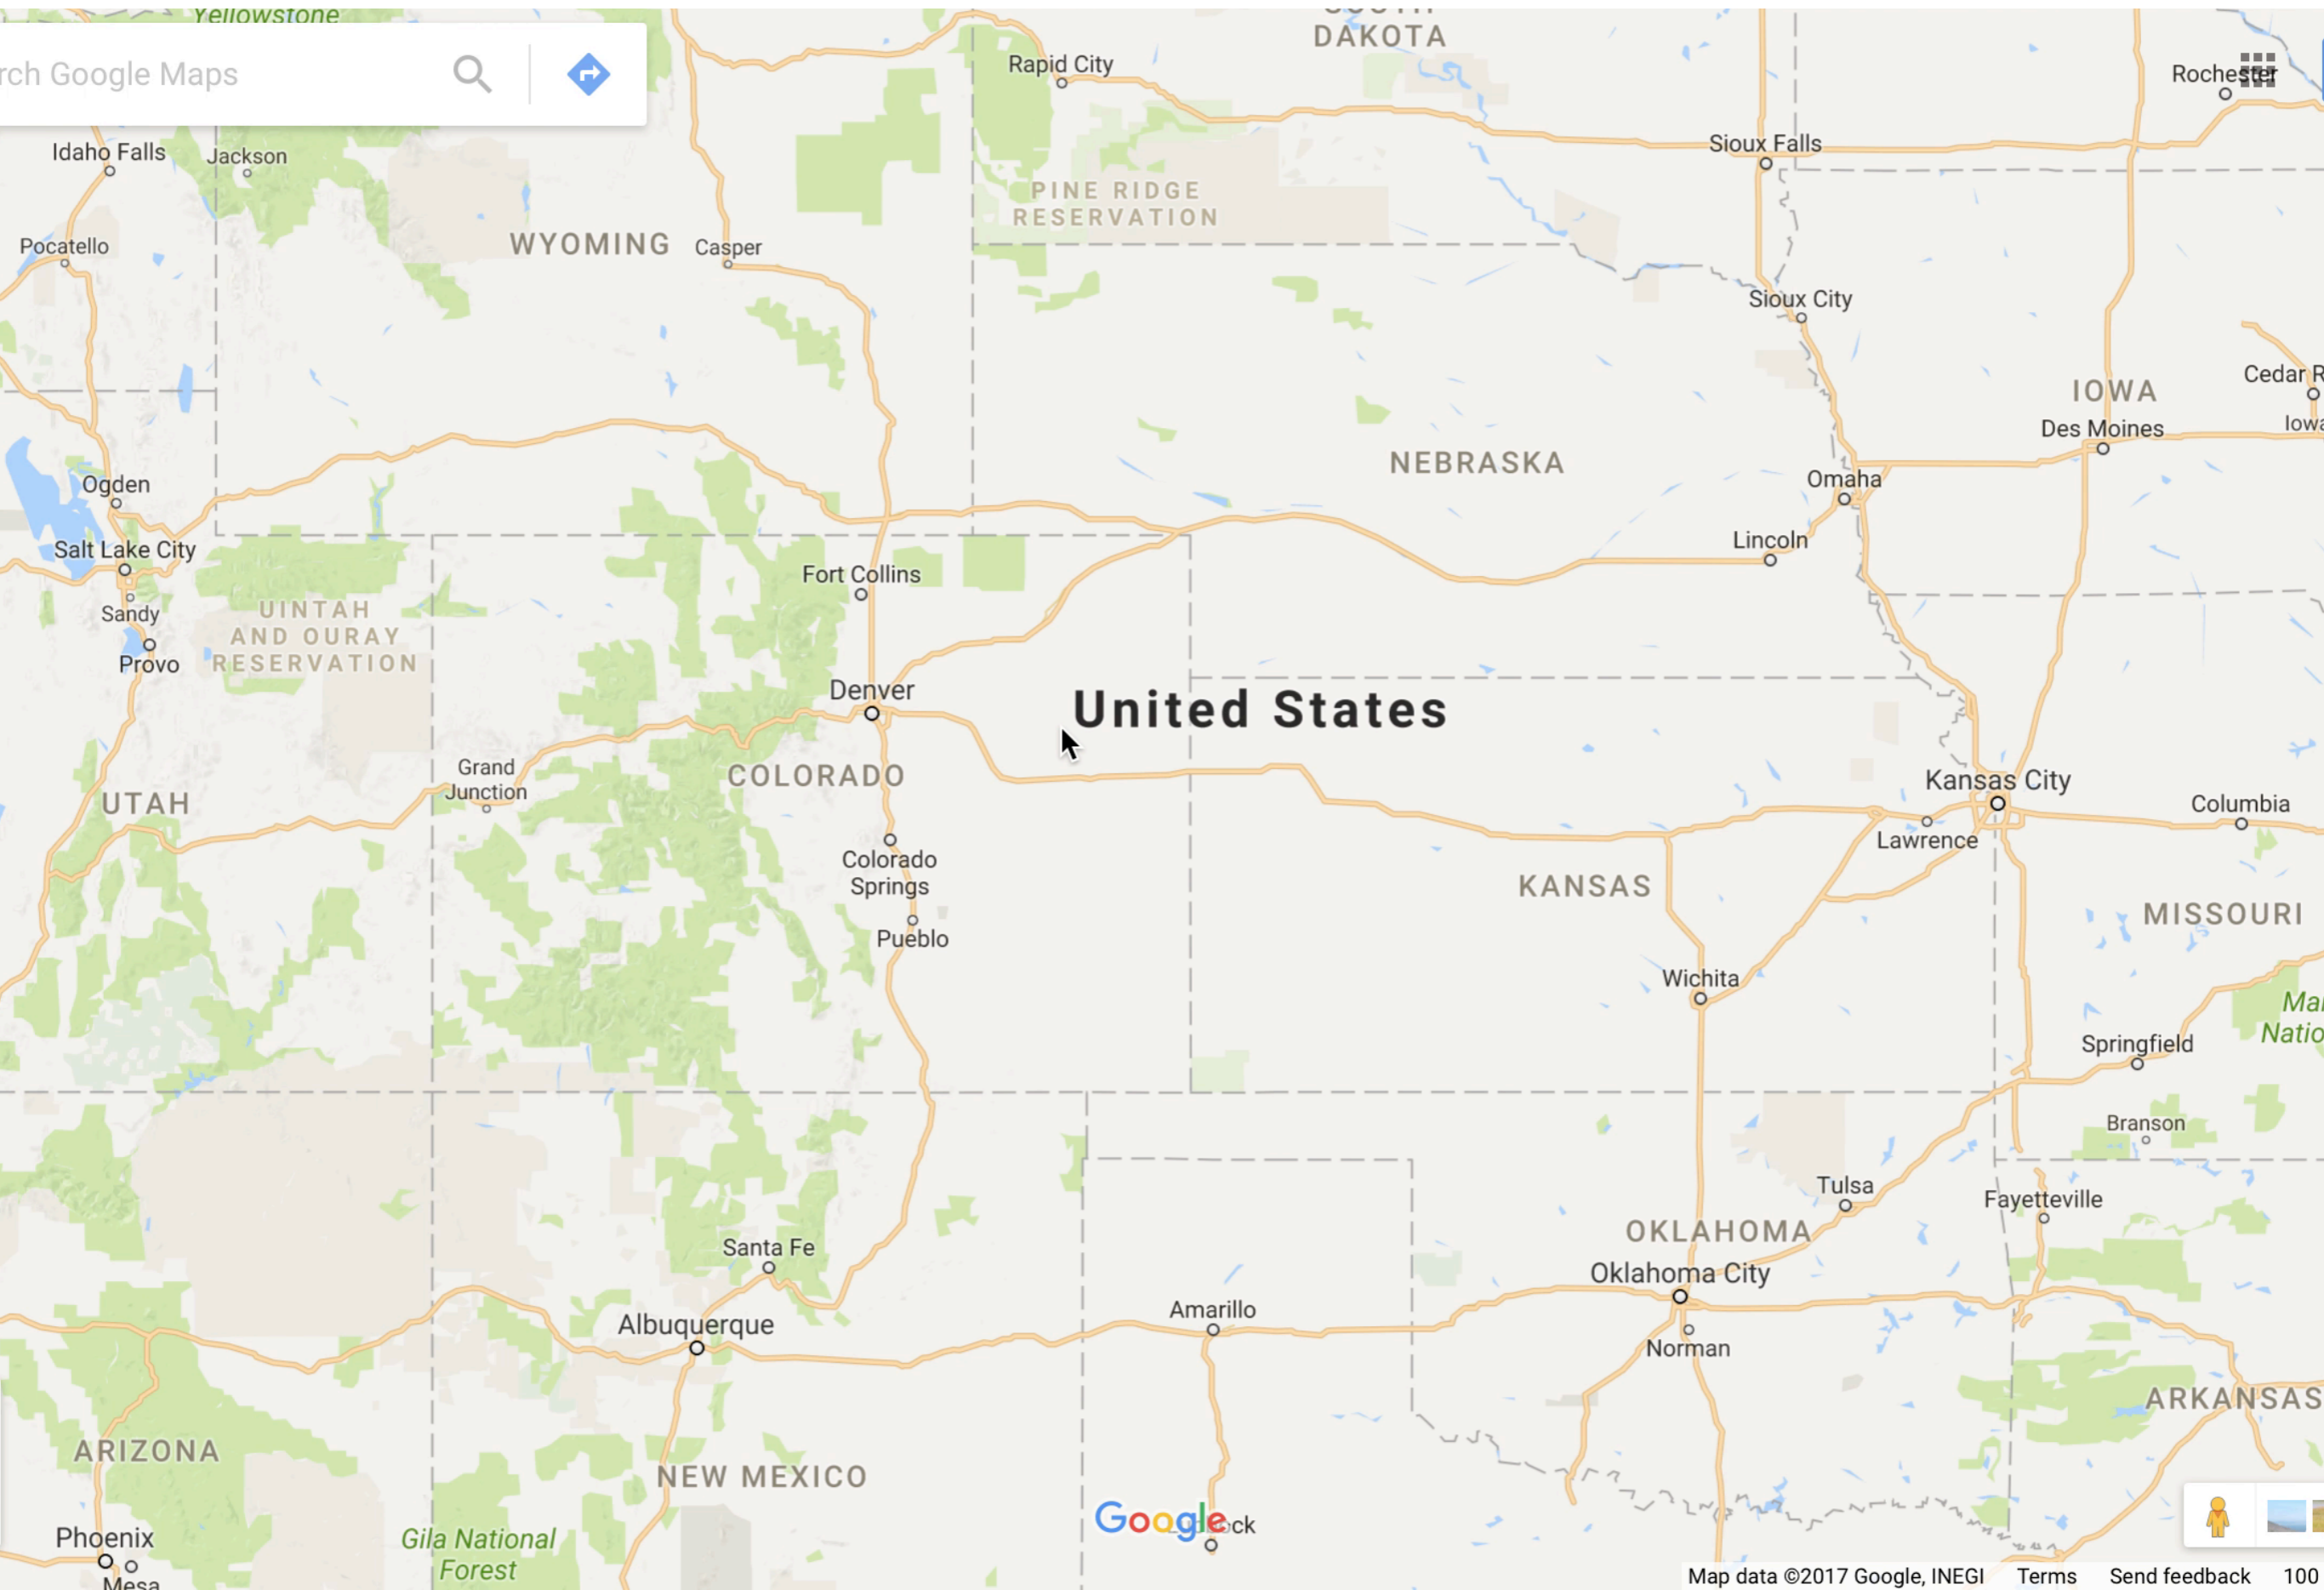 Yellowstone
rch Google Maps
DAKOTA
Rapid City
Rochester
Idaho Falls
Jackson
Sioux Falls
PINE RIDGE
RESERVATION
Pocatello
WYOMING
Casper
Sioux City
IOWA
Cedar R
Des Moines
Iowa
NEBRASKA
Ogden
Omaha
Salt Lake City
Lincoln
Fort Collins
Sandy
UINTAH
AND OURAY
RESERVATION
Provo
Denver
United States
Grand
Junction
COLORADO
Kansas City
UTAH
Columbia
Lawrence
Colorado
Springs
KANSAS
MISSOURI
Pueblo
Wichita
Mar
Natio
Springfield
Branson
Tulsa
Fayetteville
OKLAHOMA
Santa Fe
Oklahoma City
Amarillo
Albuquerque
Norman
ARKANSAS
ARIZONA
NEW MEXICO
Google
ck
Phoenix
Gila National
Forest
Mesa
Map data ©2017 Google, INEGI
Terms
Send feedback
100